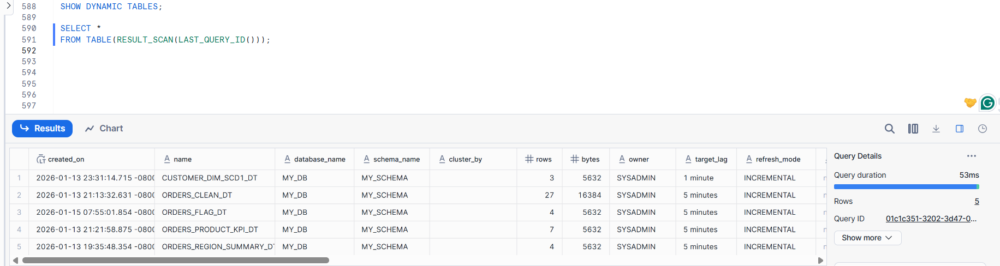 588 SHOW DYNAMIC TABLES;
589
590 SELECT *
591 FROM TABLE(RESULT_SCAN(LAST_QUERY_ID()));
592
593
594
595
596
597
Results Chart
created_on name database_name schema_name cluster_by rows bytes owner target_lag refresh_mode
1 2026-01-13 23:31:14.715 -080 CUSTOMER_DIM_SCD1_DT MY_DB MY_SCHEMA 3 5632 SYSADMIN 1 minute INCREMENTAL
2 2026-01-13 21:13:32.631 -080 ORDERS_CLEAN_DT MY_DB MY_SCHEMA 27 16384 SYSADMIN 5 minutes INCREMENTAL
3 2026-01-15 07:55:01.854 -080 ORDERS_FLAG_DT MY_DB MY_SCHEMA 4 5632 SYSADMIN 5 minutes INCREMENTAL
4 2026-01-13 21:21:58.875 -080 ORDERS_PRODUCT_KPI_DT MY_DB MY_SCHEMA 7 5632 SYSADMIN 5 minutes INCREMENTAL
5 2026-01-13 19:35:48.354 -080 ORDERS_REGION_SUMMARY_D MY_DB MY_SCHEMA 4 5632 SYSADMIN 5 minutes INCREMENTAL
Query Details
Query duration 53ms
Rows 5
Query ID 01c1c351-3202-3d47-0...
Show more